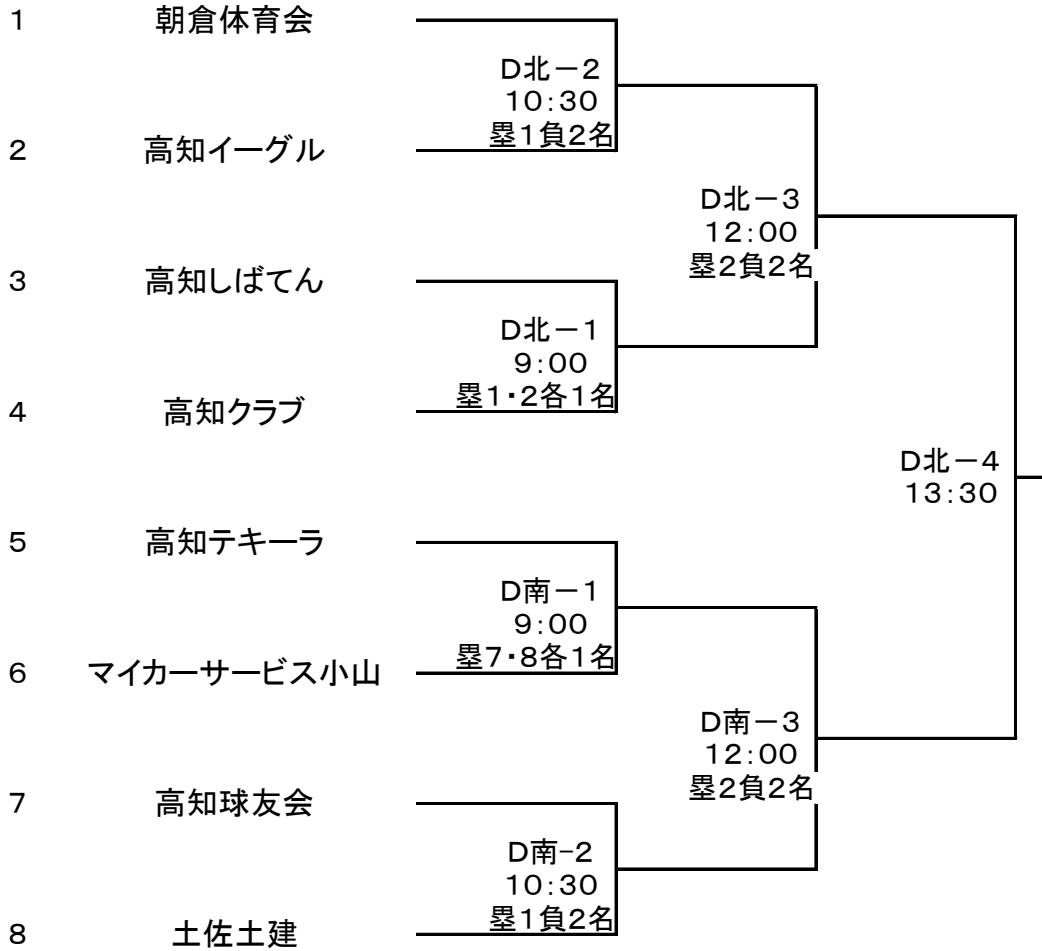 1 朝倉体育会
D北－2
10：30
塁1負2名
2 高知イーグル
D北－3
12：00
塁2負2名
3 高知しばてん
D北－1
9：00
塁1・2各1名
4 高知クラブ
D北－4
13：30
5 高知テキーラ
D南－1
9：00
塁7・8各1名
6 マイカーサービス小山
D南－3
12：00
塁2負2名
7 高知球友会
D南-2
10：30
塁1負2名
8 土佐土建